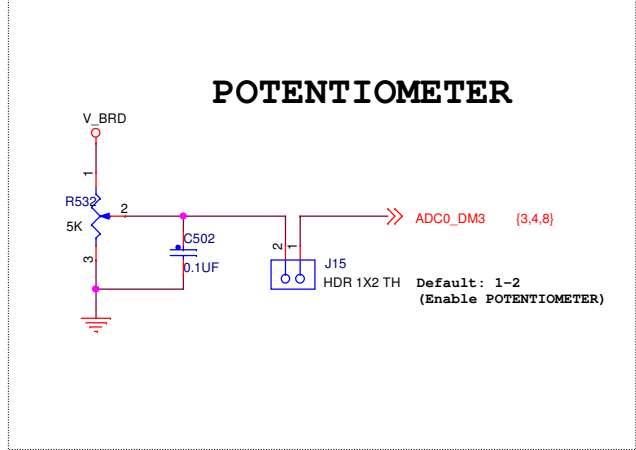 POTENTIOMETER
V_BRD
1
R532
2
5K
3
C502
0.1UF
2
1
ADC0_DM3 {3,4,8}
J15
HDR 1X2 TH
Default: 1-2
(Enable POTENTIOMETER)